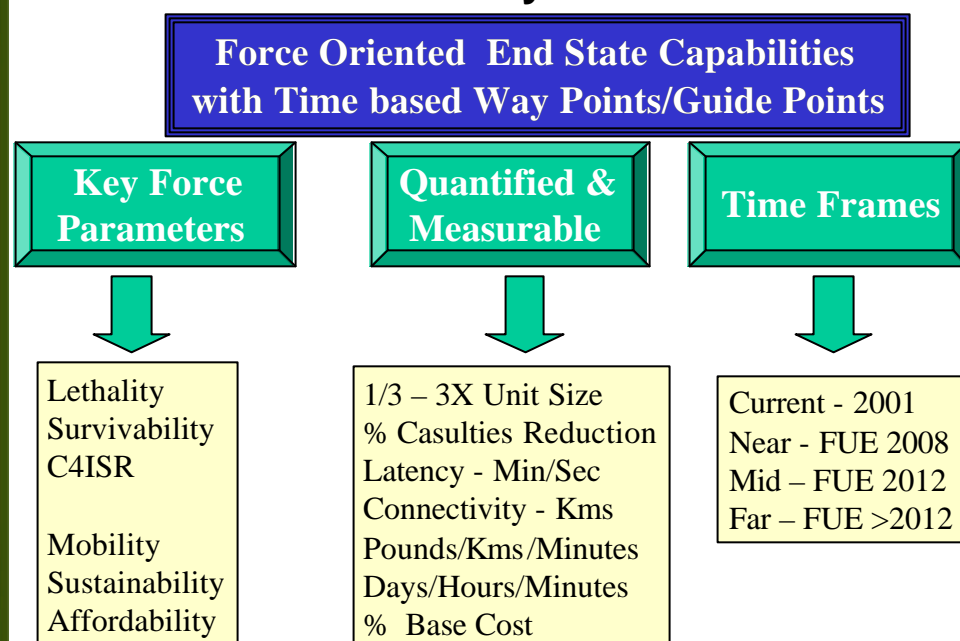 Force Oriented End State Capabilities
with Time based Way Points/Guide Points
Key Force
Parameters
Quantified &
Measurable
Time Frames
Lethality
Survivability
C4ISR
Mobility
Sustainability
Affordability
1/3 – 3X Unit Size
% Casulties Reduction
Latency - Min/Sec
Connectivity - Kms
Pounds/Kms/Minutes
Days/Hours/Minutes
% Base Cost
Current - 2001
Near - FUE 2008
Mid – FUE 2012
Far – FUE >2012